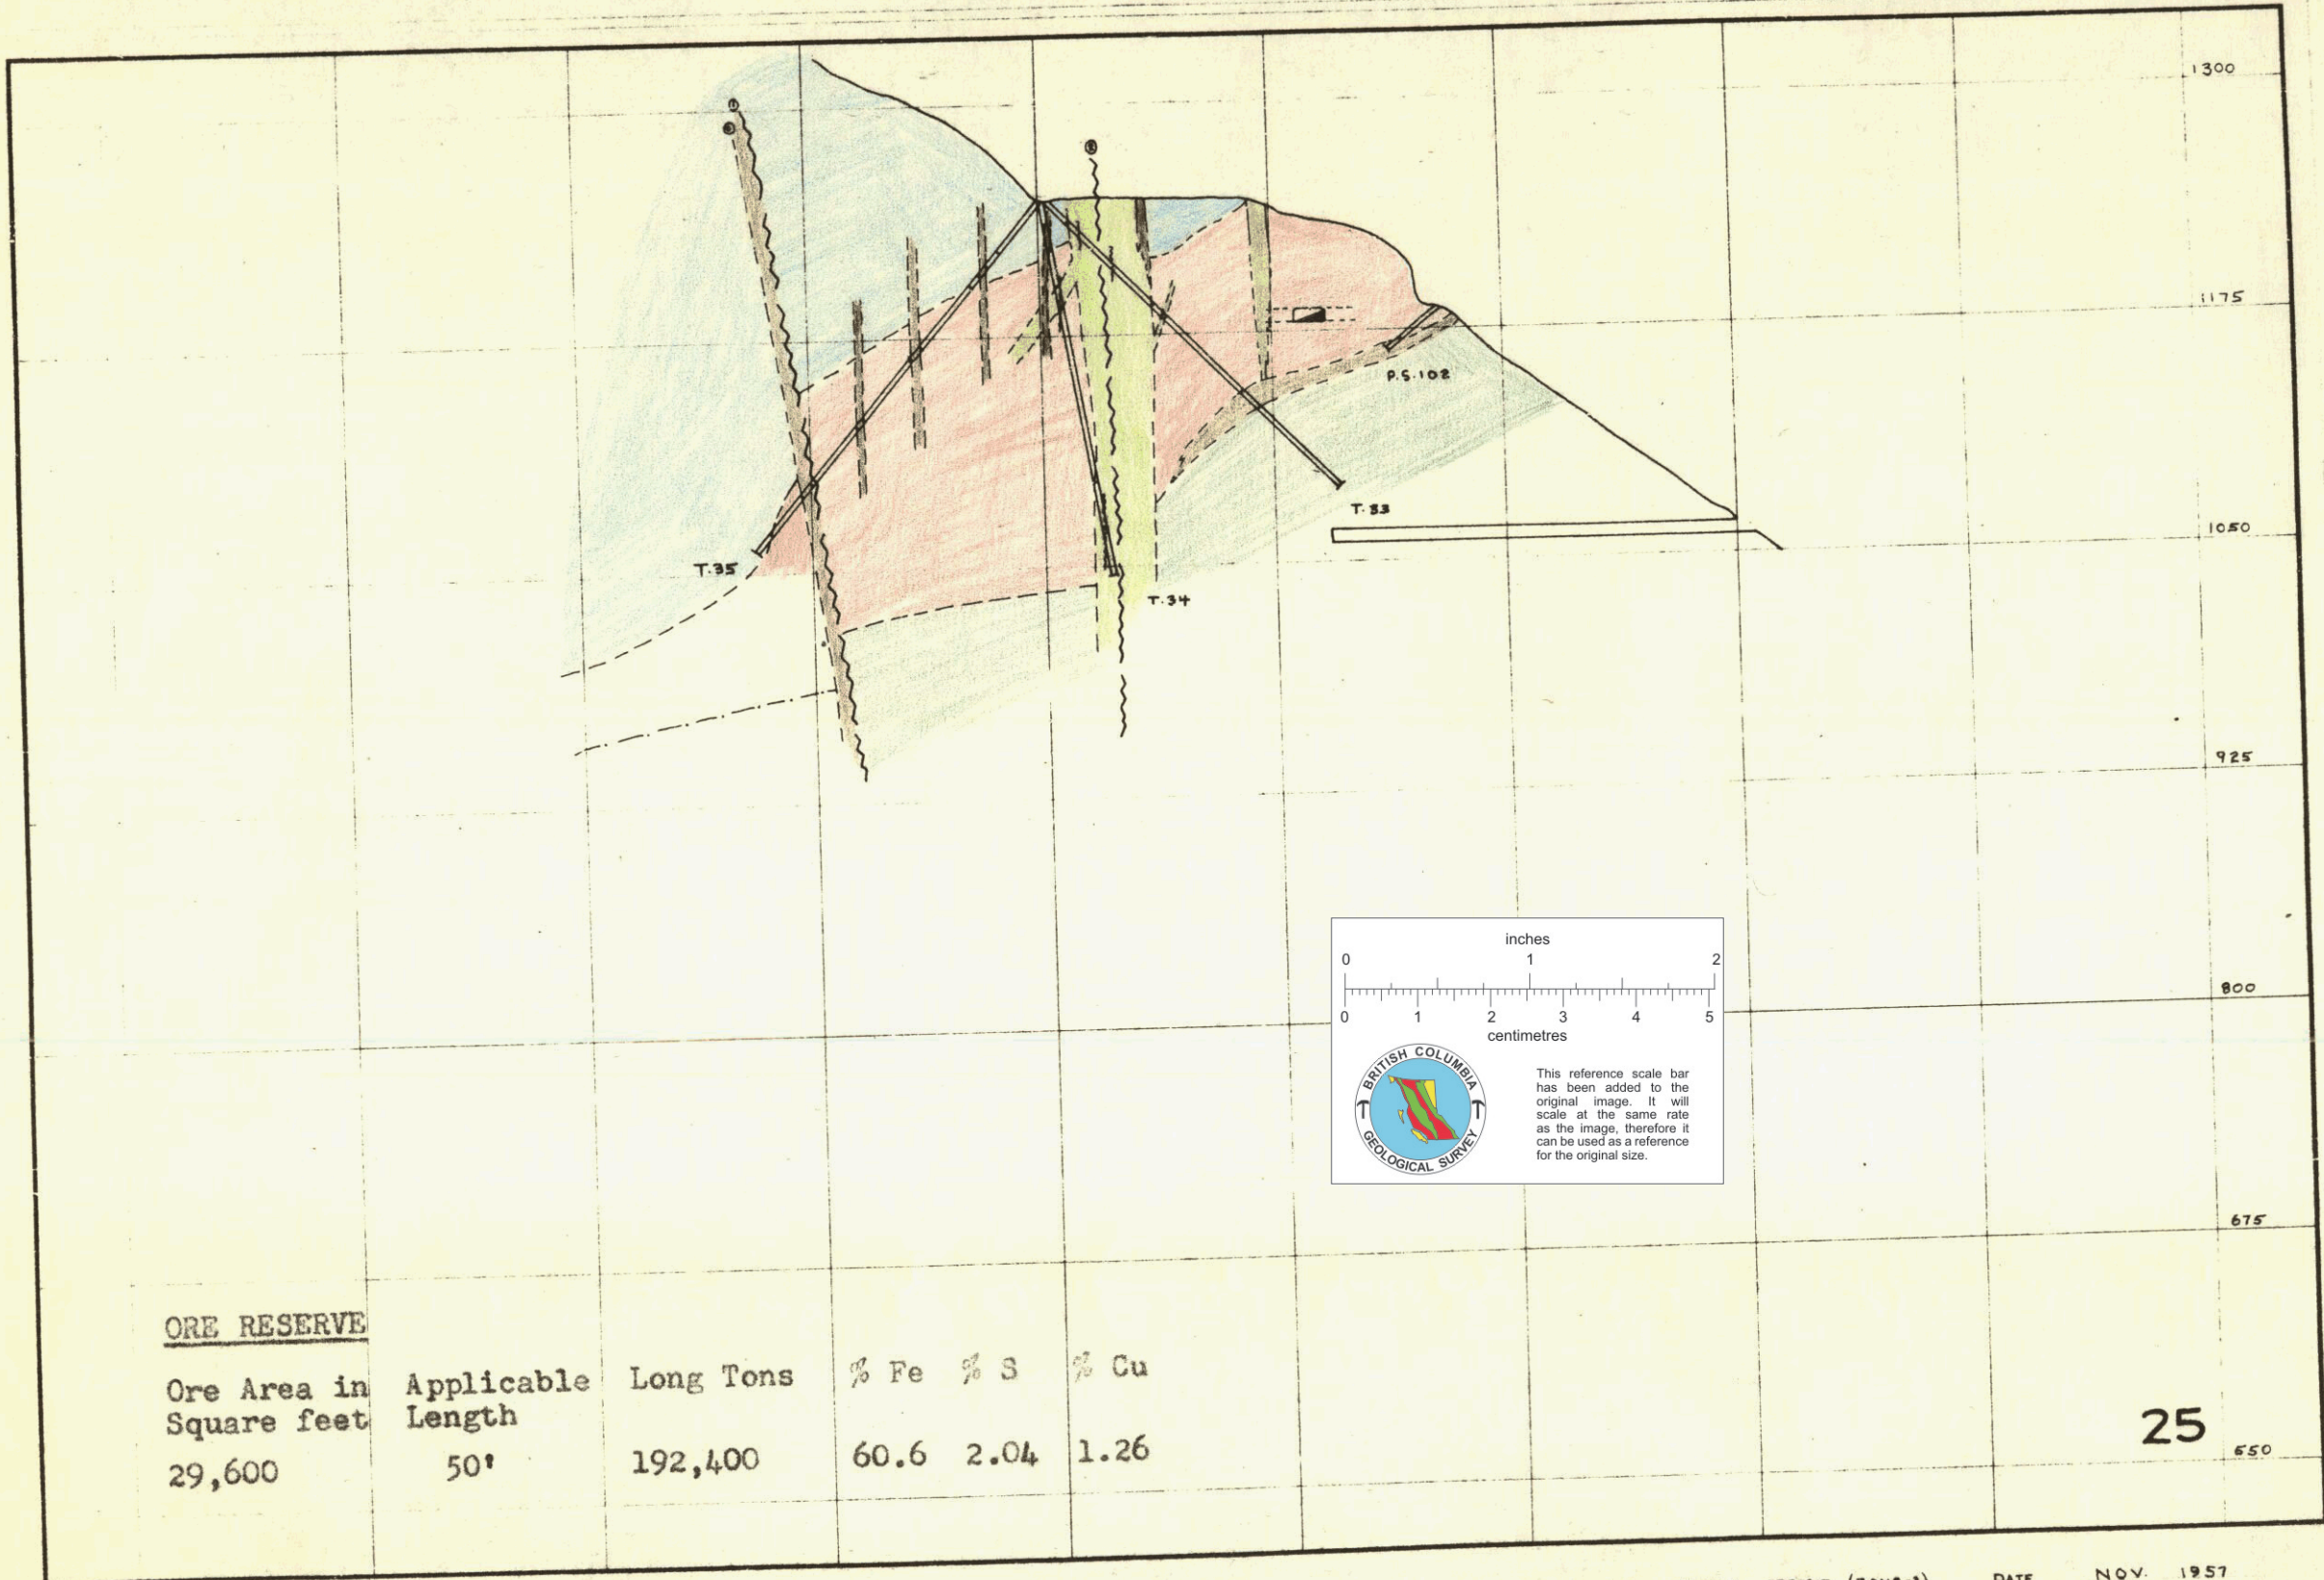 1300
1175
P.S.102
T.33
1050
T.35
T.34
925
inches
0 1 2
800
0 1 2 3 4 5
centimetres
BRITISH COLUMBIA
GEOLOGICAL SURVEY
This reference scale bar
has been added to the
original image. It will
scale at the same rate
as the image, therefore it
can be used as a reference
for the original size.
675
ORE RESERVE
Ore Area in Applicable Long Tons % Fe % S % Cu
Square feet Length
29,600 50' 192,400 60.6 2.04 1.26
25
550
DATE NOV. 1957